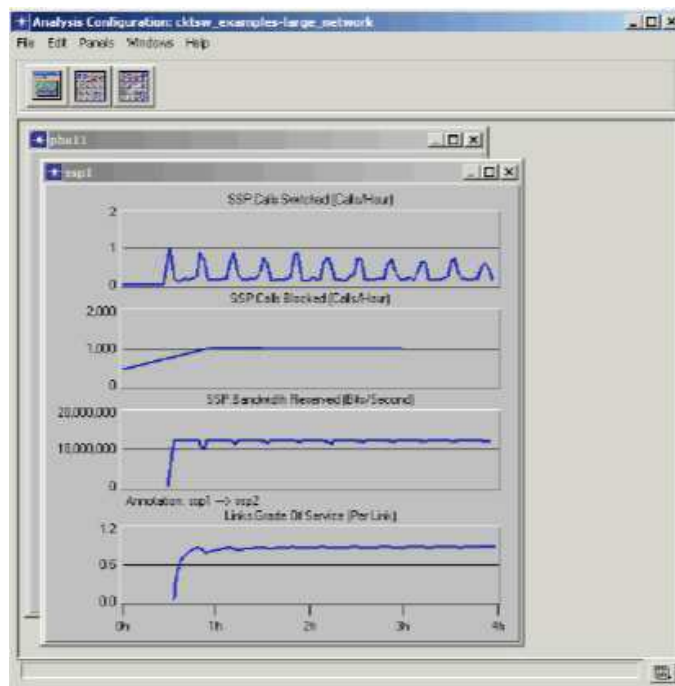 Analysis Configuration: cktsw_examples-large_network
File Edit Panels Windows Help
pbx11
ssp1
SSP.Calls Switched (Calls/Hour)
2
1
0
SSP.Calls Blocked (Calls/Hour)
2,000
1,000
0
SSP.Bandwidth Reserved (Bits/Second)
20,000,000
10,000,000
0
Annotation: ssp1 --> ssp2
Links.Grade Of Service (Per Link)
1.2
0.6
0.0
0h 1h 2h 3h 4h